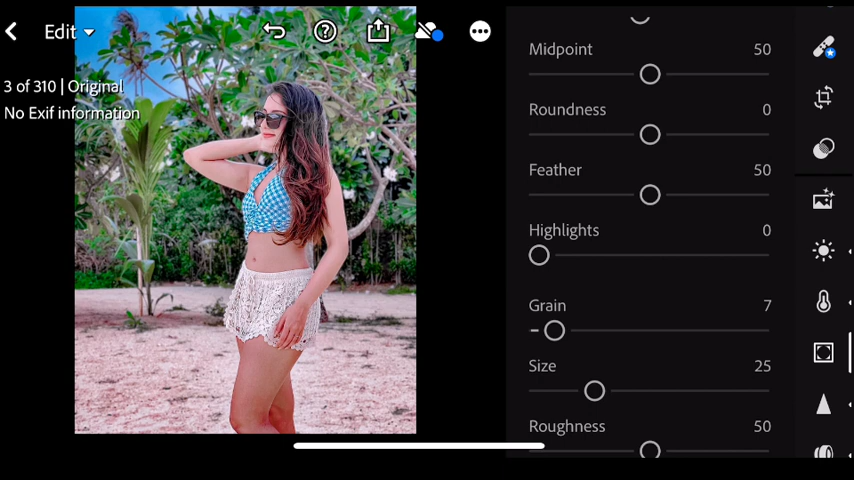 Edit
3 of 310 | Original
No Exif information
Midpoint 50
Roundness 0
Feather 50
Highlights 0
Grain 7
Size 25
Roughness 50